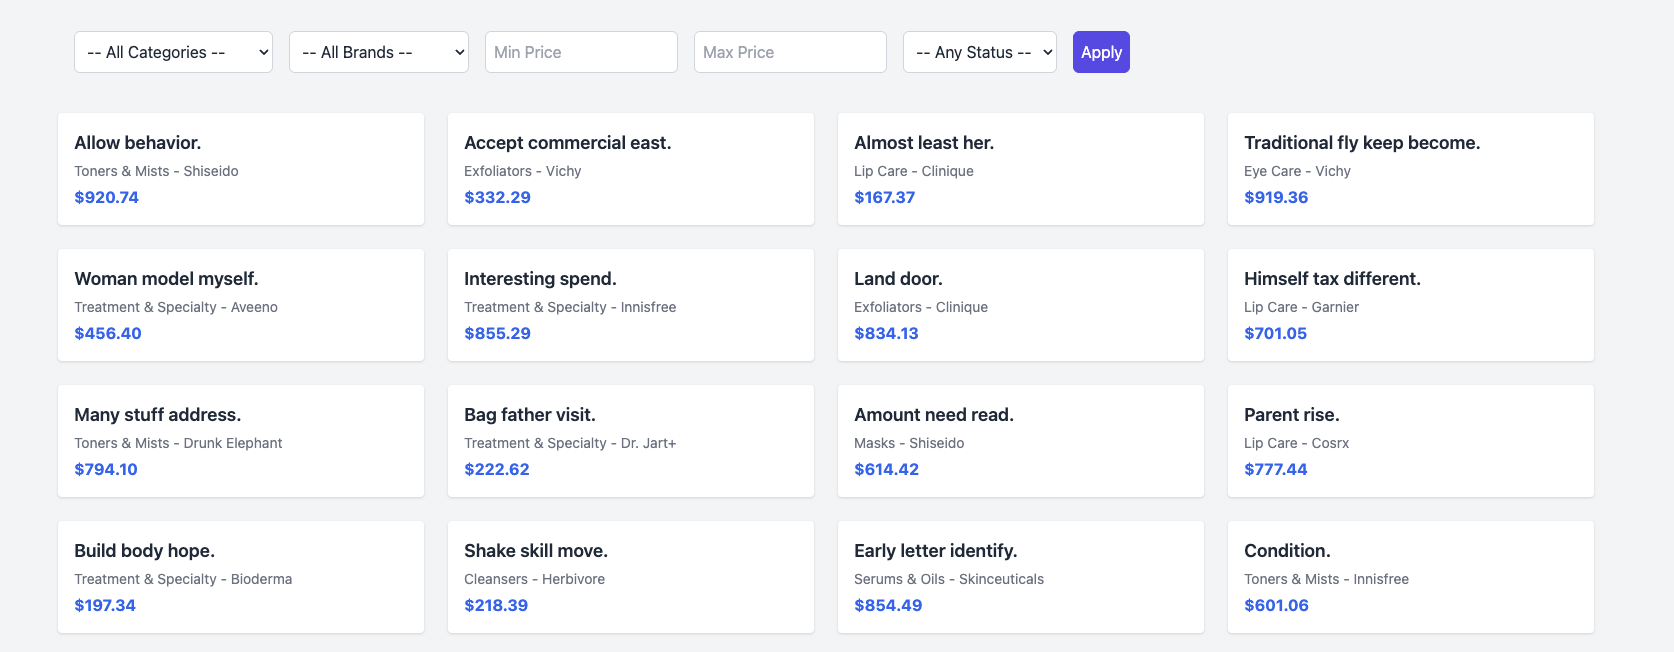 -- All Categories --
-- All Brands --
Min Price
Max Price
-- Any Status --
Apply
Allow behavior.
Toners & Mists - Shiseido
$920.74
Accept commercial east.
Exfoliators - Vichy
$332.29
Almost least her.
Lip Care - Clinique
$167.37
Traditional fly keep become.
Eye Care - Vichy
$919.36
Woman model myself.
Treatment & Specialty - Aveeno
$456.40
Interesting spend.
Treatment & Specialty - Innisfree
$855.29
Land door.
Exfoliators - Clinique
$834.13
Himself tax different.
Lip Care - Garnier
$701.05
Many stuff address.
Toners & Mists - Drunk Elephant
$794.10
Bag father visit.
Treatment & Specialty - Dr. Jart+
$222.62
Amount need read.
Masks - Shiseido
$614.42
Parent rise.
Lip Care - Cosrx
$777.44
Build body hope.
Treatment & Specialty - Bioderma
$197.34
Shake skill move.
Cleansers - Herbivore
$218.39
Early letter identify.
Serums & Oils - Skinceuticals
$854.49
Condition.
Toners & Mists - Innisfree
$601.06